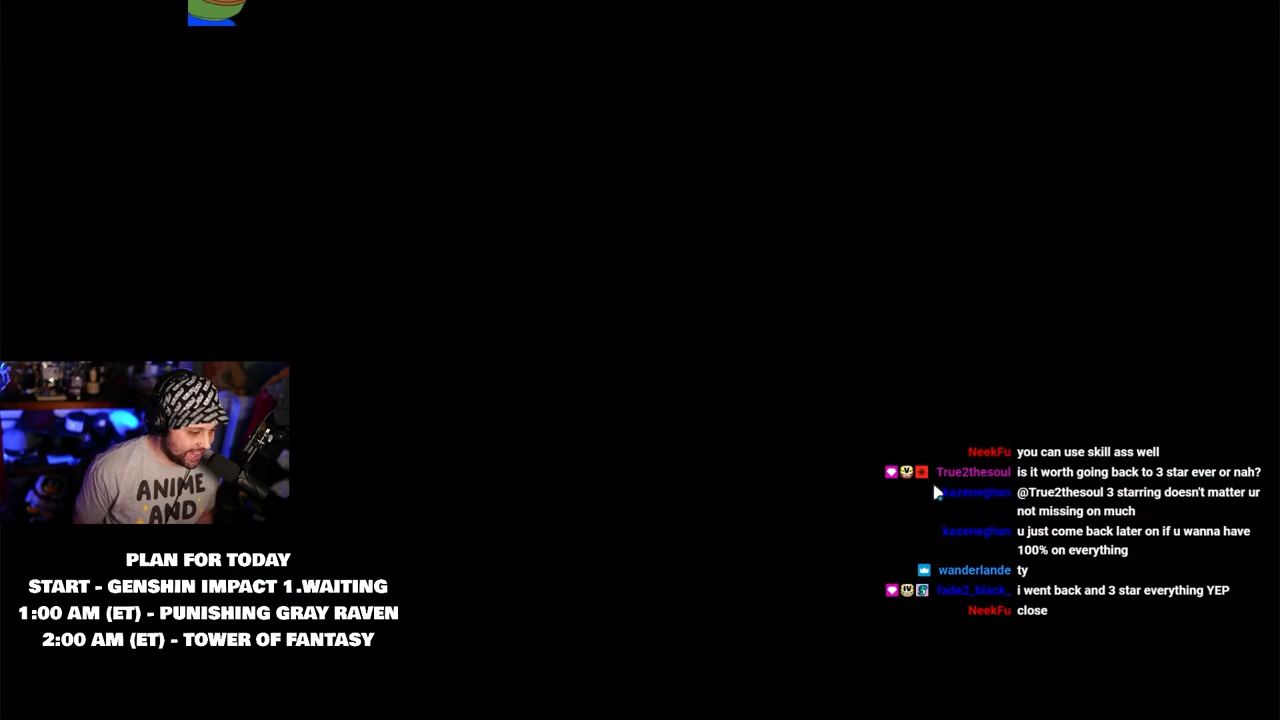 NeekFu you can use skill ass well
True2thesoul is it worth going back to 3 star ever or nah?
kazeneghan @True2thesoul 3 starring doesn't matter ur
not missing on much
kazeneghan u just come back later on if u wanna have
100% on everything
wanderlande ty
fade2_black_ i went back and 3 star everything YEP
NeekFu close
ANIME
AND
PLAN FOR TODAY
START - GENSHIN IMPACT 1.WAITING
1:00 AM (ET) - PUNISHING GRAY RAVEN
2:00 AM (ET) - TOWER OF FANTASY